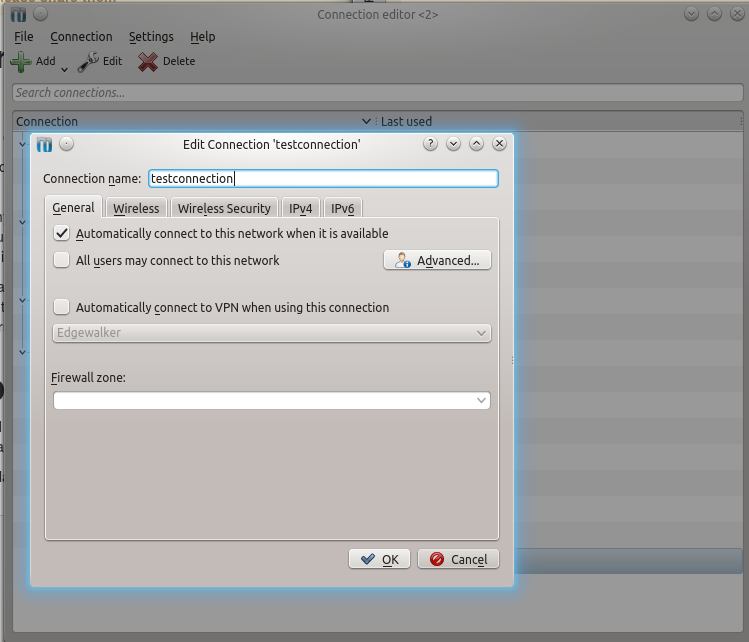 Connection editor <2>
File Connection Settings Help
Add Edit Delete
Search connections...
Connection Last used
Edit Connection 'testconnection'
Connection name: testconnection
General Wireless Wireless Security IPv4 IPv6
Automatically connect to this network when it is available
All users may connect to this network Advanced...
Automatically connect to VPN when using this connection
Edgewalker
Firewall zone:
OK Cancel